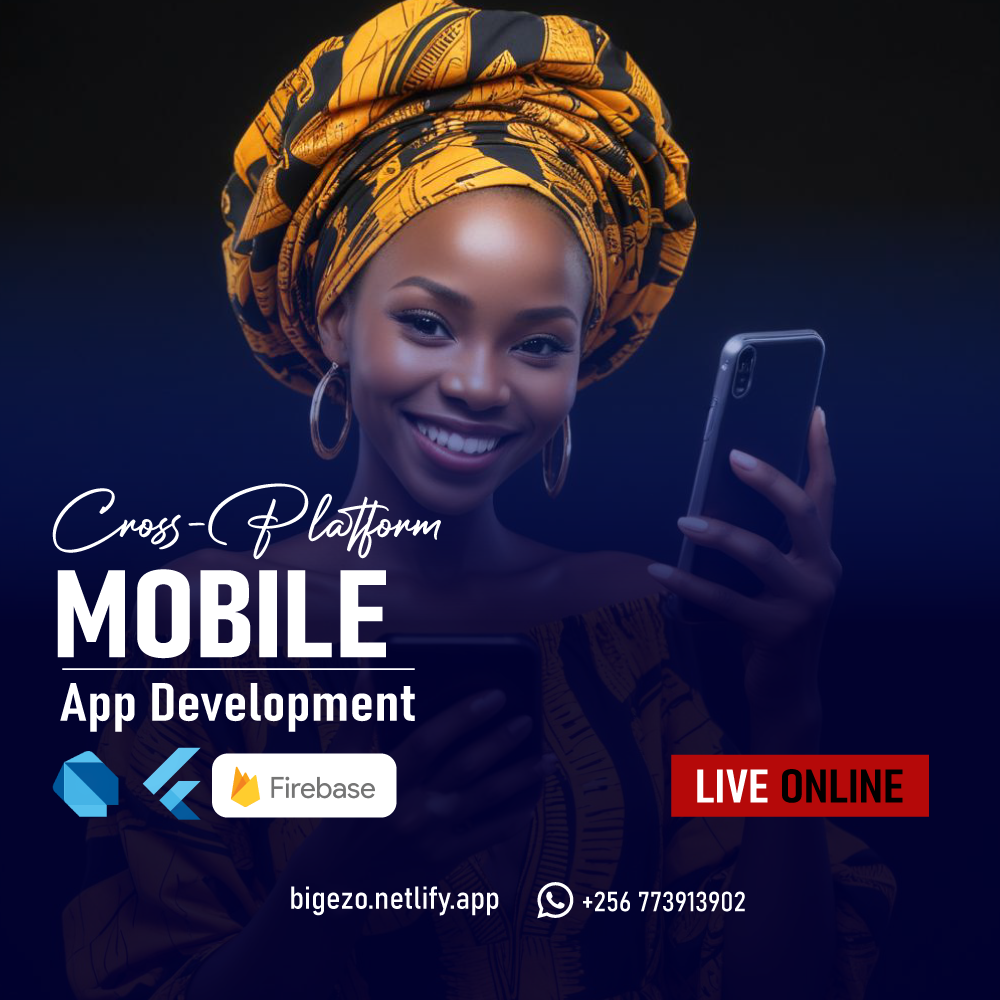 Cross-Platform
MOBILE
App Development
Firebase
LIVE ONLINE
bigezo.netlify.app
+256 773913902